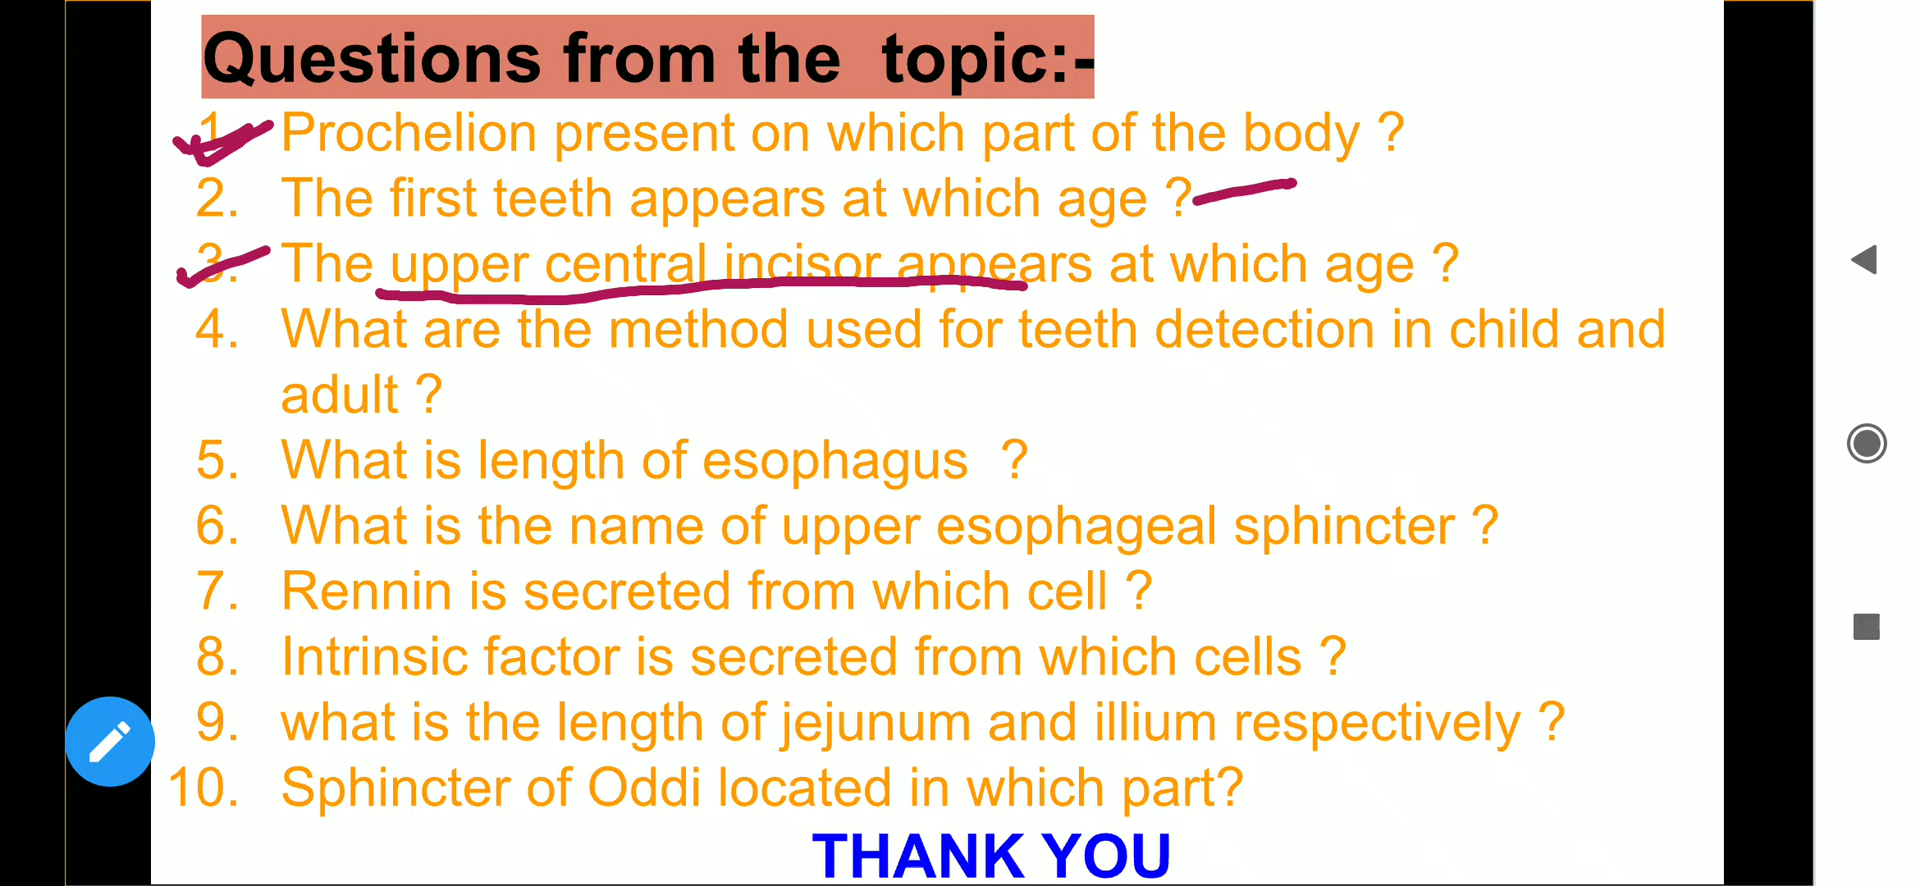 Questions from the topic:-
1. Prochelion present on which part of the body ?
2. The first teeth appears at which age ?
3. The upper central incisor appears at which age ?
4. What are the method used for teeth detection in child and
adult ?
5. What is length of esophagus ?
6. What is the name of upper esophageal sphincter ?
7. Rennin is secreted from which cell ?
8. Intrinsic factor is secreted from which cells ?
9. what is the length of jejunum and illium respectively ?
10. Sphincter of Oddi located in which part?
THANK YOU